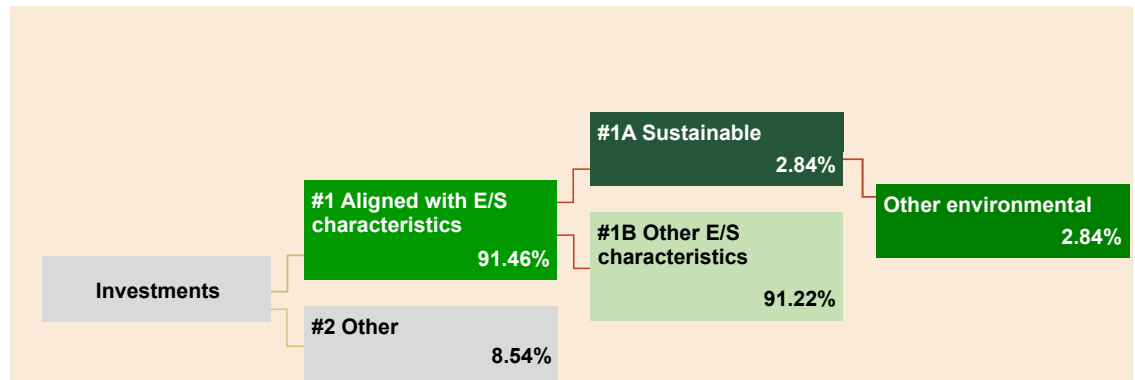 #1A Sustainable
2.84%
#1 Aligned with E/S
characteristics
91.46%
Other environmental
2.84%
#1B Other E/S
characteristics
91.22%
Investments
#2 Other
8.54%